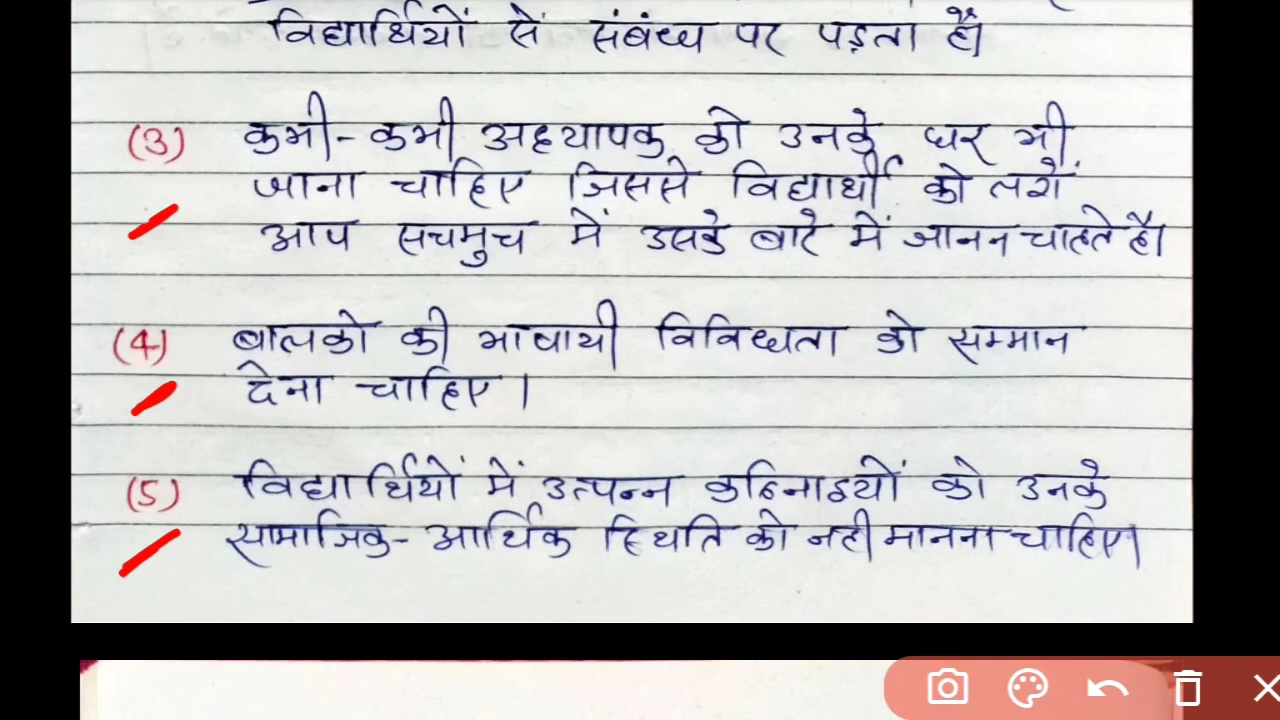 विद्यार्थियों से संबंध पर पड़ता है।
(3) कभी-कभी अध्यापक को उनके घर भी
जाना चाहिए जिससे विद्यार्थी को लगे
आप सचमुच में उसके बारे में जानन चाहते है।
(4) बालको की भाषायी विविधता को सम्मान
देना चाहिए।
(5) विद्यार्थियों में उत्पन्न कठिनाइयों को उनके
सामाजिक-आर्थिक स्थिति को नही मानना चाहिए।